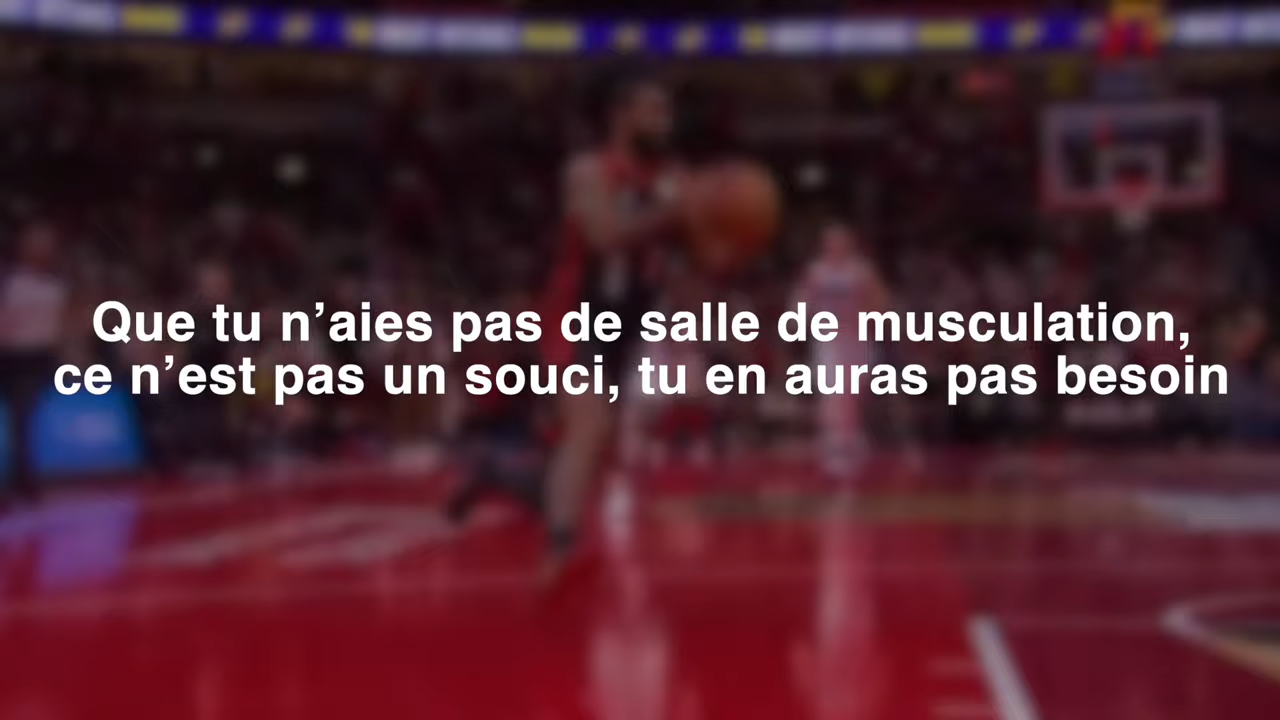 Que tu n’aies pas de salle de musculation,
ce n’est pas un souci, tu en auras pas besoin